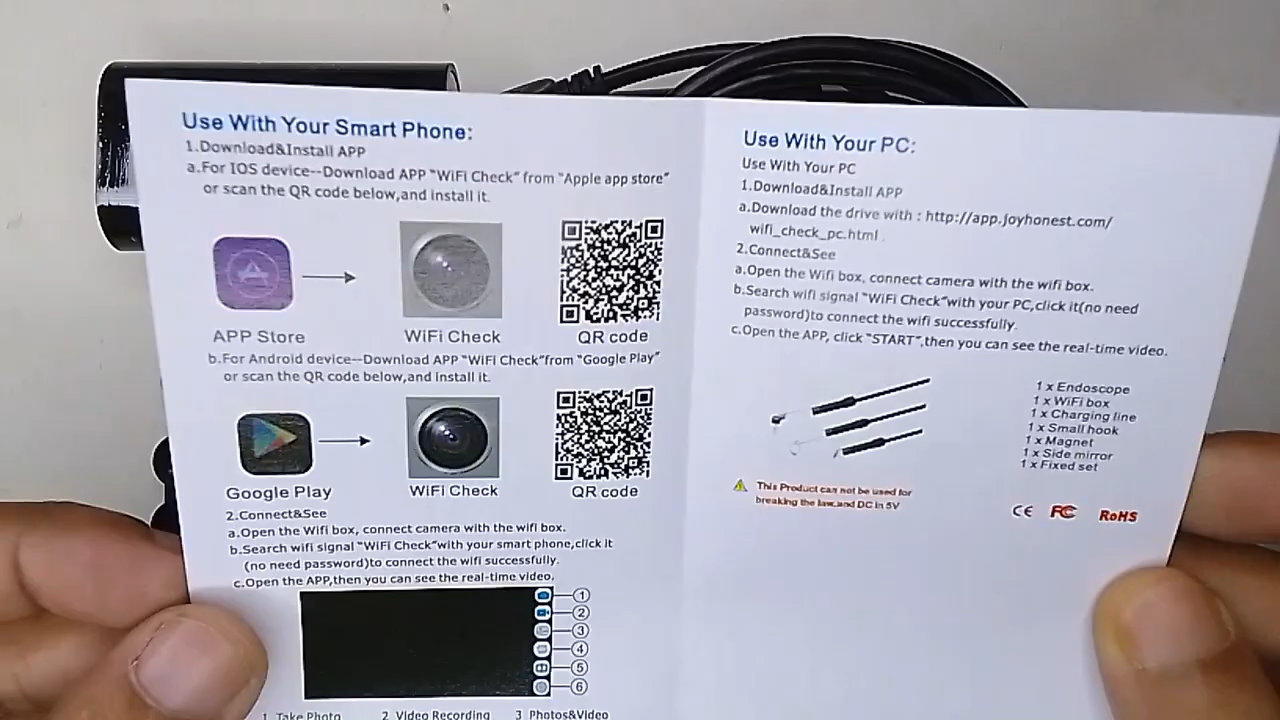 Use With Your Smart Phone:
1.Download&Install APP
a.For IOS device--Download APP "WiFi Check" from "Apple app store"
or scan the QR code below,and install it.
APP Store
WiFi Check
QR code
b.For Android device--Download APP "WiFi Check"from "Google Play"
or scan the QR code below,and install it.
Google Play
WiFi Check
QR code
2.Connect&See
a.Open the Wifi box, connect camera with the wifi box.
b.Search wifi signal "WiFi Check"with your smart phone,click it
(no need password)to connect the wifi successfully.
c.Open the APP,then you can see the real-time video.
1
2
3
4
5
6
1 Take Photo 2 Video Recording 3 Photos&Video
Use With Your PC:
Use With Your PC
1.Download&Install APP
a.Download the drive with : http://app.joyhonest.com/
wifi_check_pc.html .
2.Connect&See
a.Open the Wifi box, connect camera with the wifi box.
b.Search wifi signal "WiFi Check"with your PC,click it(no need
password)to connect the wifi successfully.
c.Open the APP, click "START",then you can see the real-time video.
1 x Endoscope
1 x WiFi box
1 x Charging line
1 x Small hook
1 x Magnet
1 x Side mirror
1 x Fixed set
This Product can not be used for
breaking the law,and DC in 5V
CE FC RoHS